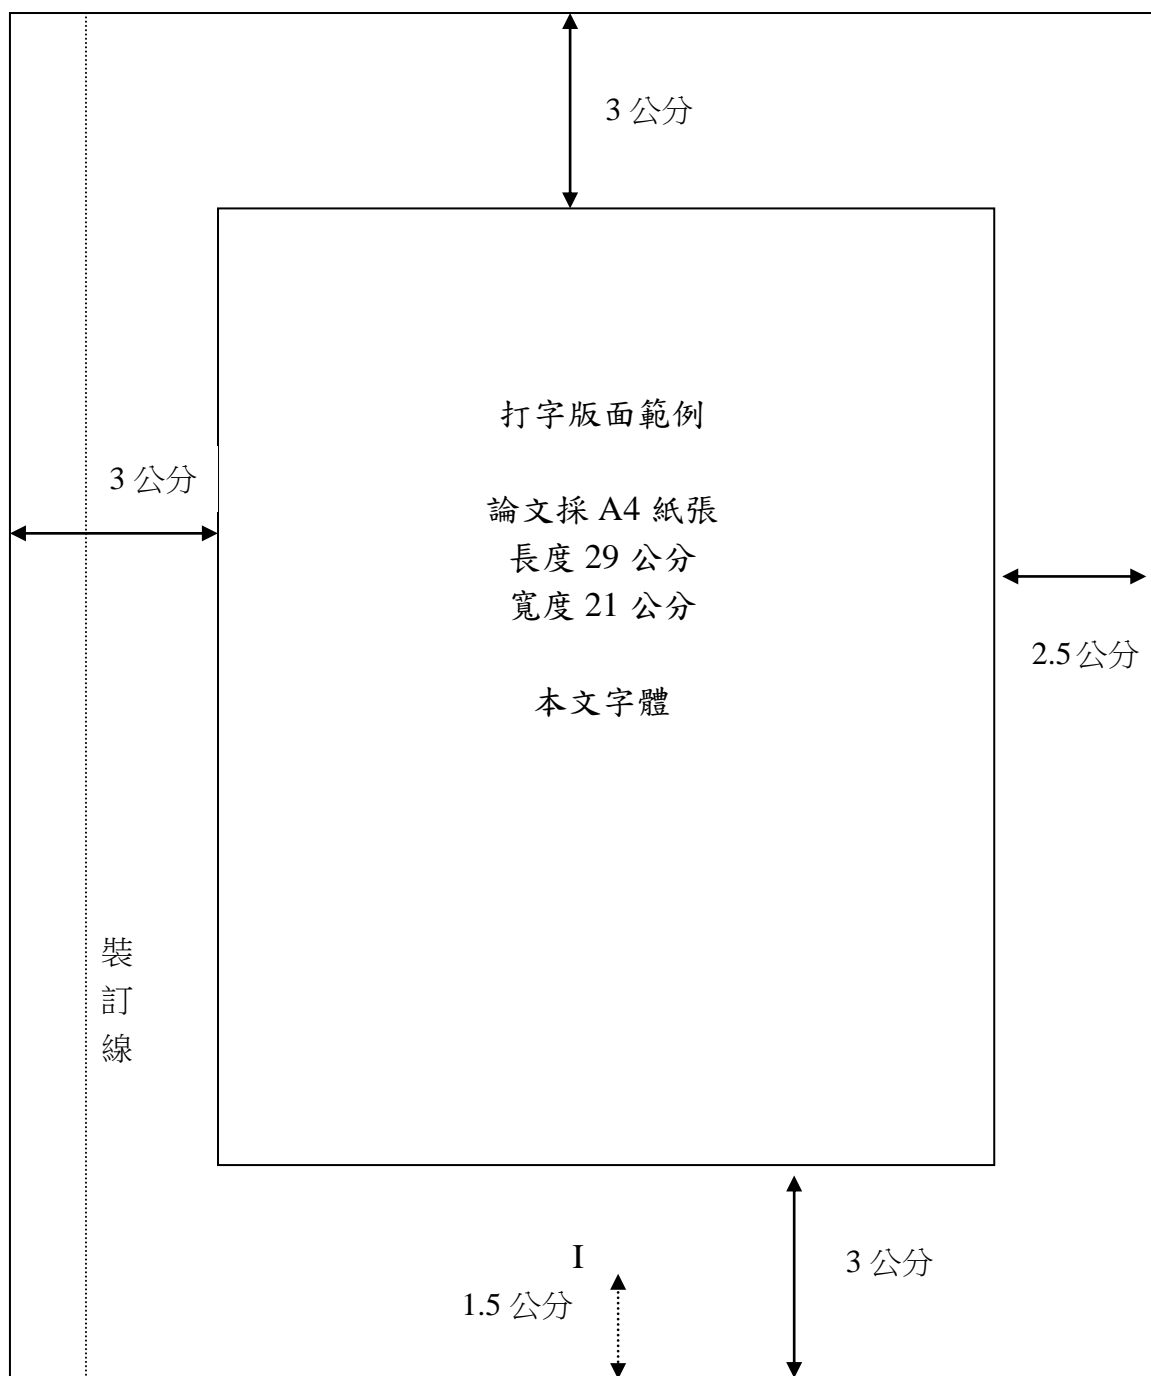 3 公分
打字版面範例
3 公分
論文採 A4 紙張
長度 29 公分
寬度 21 公分
2.5公分
本文字體
裝
訂
線
I
3 公分
1.5 公分